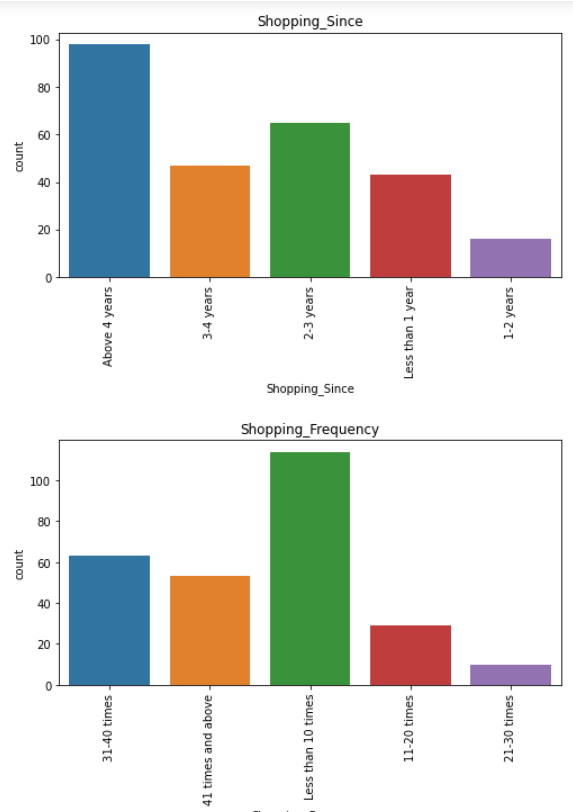 Shopping_Since
100
80
60
40
20
0
count
Above 4 years
3-4 years
2-3 years
Less than 1 year
1-2 years
Shopping_Since
Shopping_Frequency
100
80
60
40
20
0
count
31-40 times
41 times and above
Less than 10 times
11-20 times
21-30 times